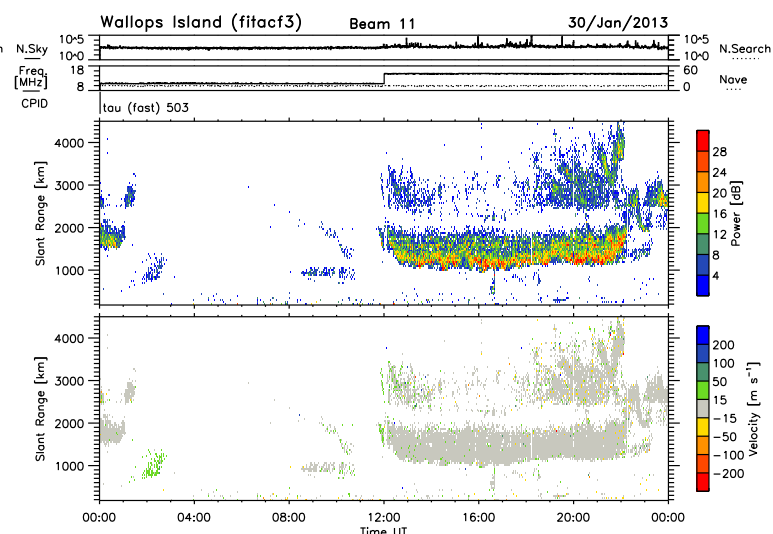 Wallops Island (fitacf3) Beam 11 30/Jan/2013
N.Sky 10^5 10^0 10^5 10^0 N.Search
Freq. [MHz] 18 8 60 0 Nave
CPID tau (fast) 503
Slant Range [km] 4000 3000 2000 1000
28 24 20 16 12 8 4 Power [dB]
Slant Range [km] 4000 3000 2000 1000
200 100 50 15 -15 -50 -100 -200 Velocity [m s⁻¹]
00:00 04:00 08:00 12:00 16:00 20:00 00:00
Time UT